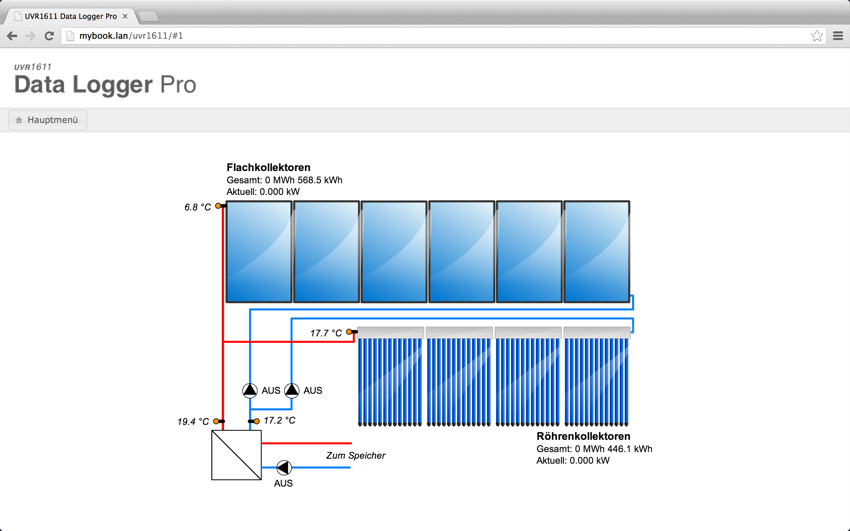 UVR1611 Data Logger Pro
mybook.lan/uvr1611/#1
UVR1611
Data Logger Pro
Hauptmenü
Flachkollektoren
Gesamt: 0 MWh 568.5 kWh
Aktuell: 0.000 kW
6.8 °C
17.7 °C
AUS
AUS
19.4 °C
17.2 °C
Röhrenkollektoren
Gesamt: 0 MWh 446.1 kWh
Aktuell: 0.000 kW
Zum Speicher
AUS